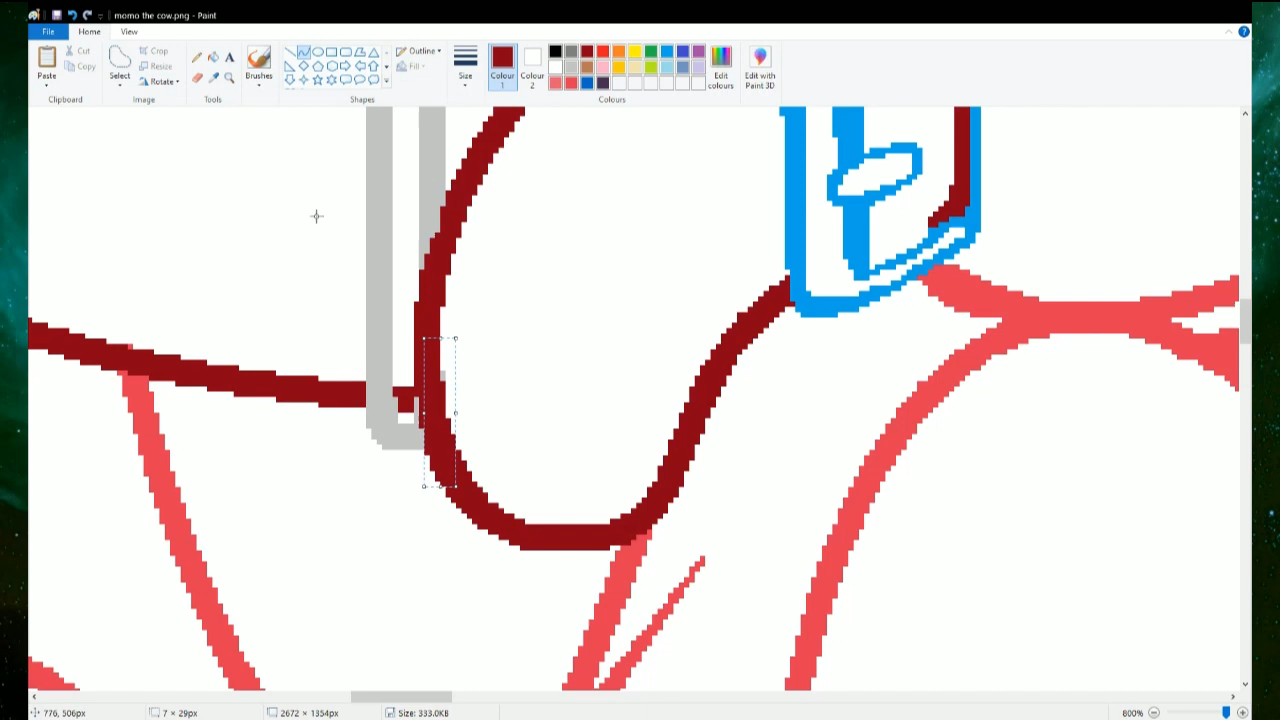 momo the cow.png - Paint
File
Home
View
Paste
Cut
Copy
Clipboard
Select
Crop
Resize
Rotate
Image
A
Tools
Brushes
Outline
Fill
Shapes
Size
Colour 1
Colour 2
Edit colours
Colours
Edit with Paint 3D
776, 506px
7 × 29px
2672 × 1354px
Size: 333.0KB
800%